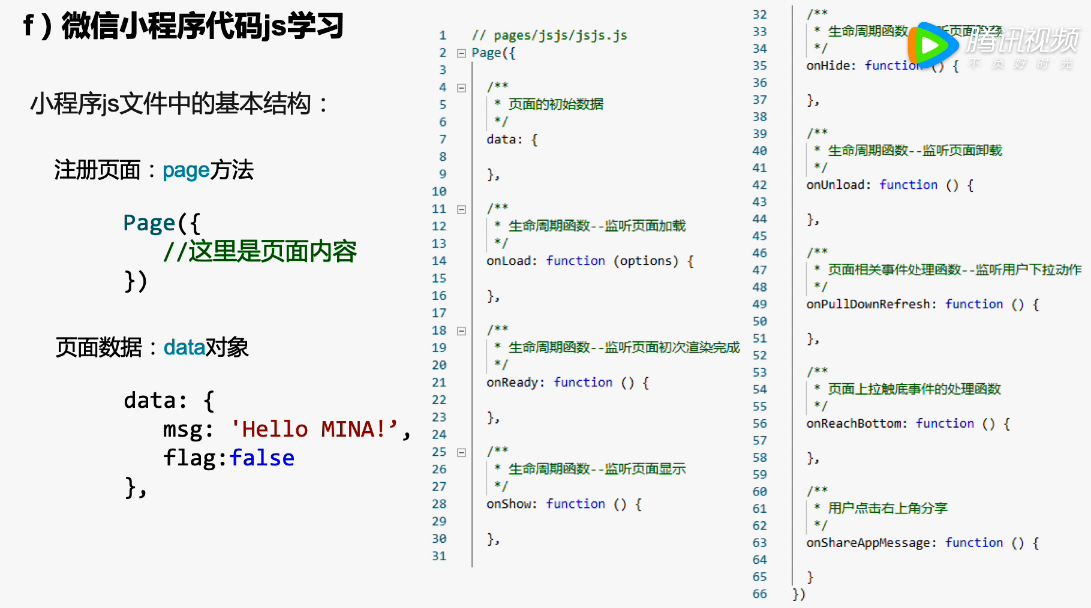 f ) 微信小程序代码js学习
小程序js文件中的基本结构：
注册页面：page方法
Page({
//这里是页面内容
})
页面数据：data对象
data: {
msg: 'Hello MINA!’,
flag:false
},
1 // pages/jsjs/jsjs.js
2 Page({
3
4 /**
5 * 页面的初始数据
6 */
7 data: {
8
9 },
10
11 /**
12 * 生命周期函数--监听页面加载
13 */
14 onLoad: function (options) {
15
16 },
17
18 /**
19 * 生命周期函数--监听页面初次渲染完成
20 */
21 onReady: function () {
22
23 },
24
25 /**
26 * 生命周期函数--监听页面显示
27 */
28 onShow: function () {
29
30 },
31
32 /**
33 * 生命周期函数 听页面
34 */
35 onHide: function () {
36
37 },
38
39 /**
40 * 生命周期函数--监听页面卸载
41 */
42 onUnload: function () {
43
44 },
45
46 /**
47 * 页面相关事件处理函数--监听用户下拉动作
48 */
49 onPullDownRefresh: function () {
50
51 },
52
53 /**
54 * 页面上拉触底事件的处理函数
55 */
56 onReachBottom: function () {
57
58 },
59
60 /**
61 * 用户点击右上角分享
62 */
63 onShareAppMessage: function () {
64
65 }
66 })
腾讯视频
不负好时光